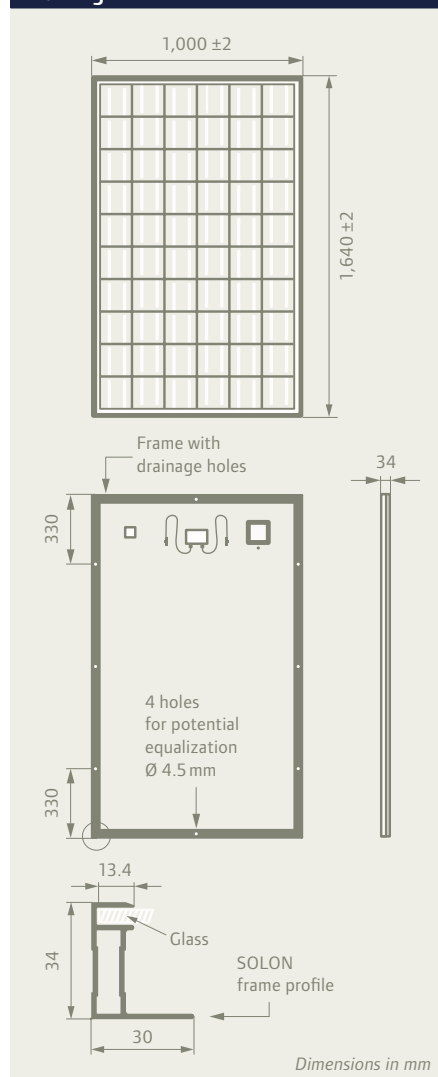 1,000 ±2
1,640 ±2
Frame with
drainage holes
34
330
4 holes
for potential
equalization
Ø 4.5 mm
330
13.4
Glass
34
SOLON
frame profile
30
Dimensions in mm